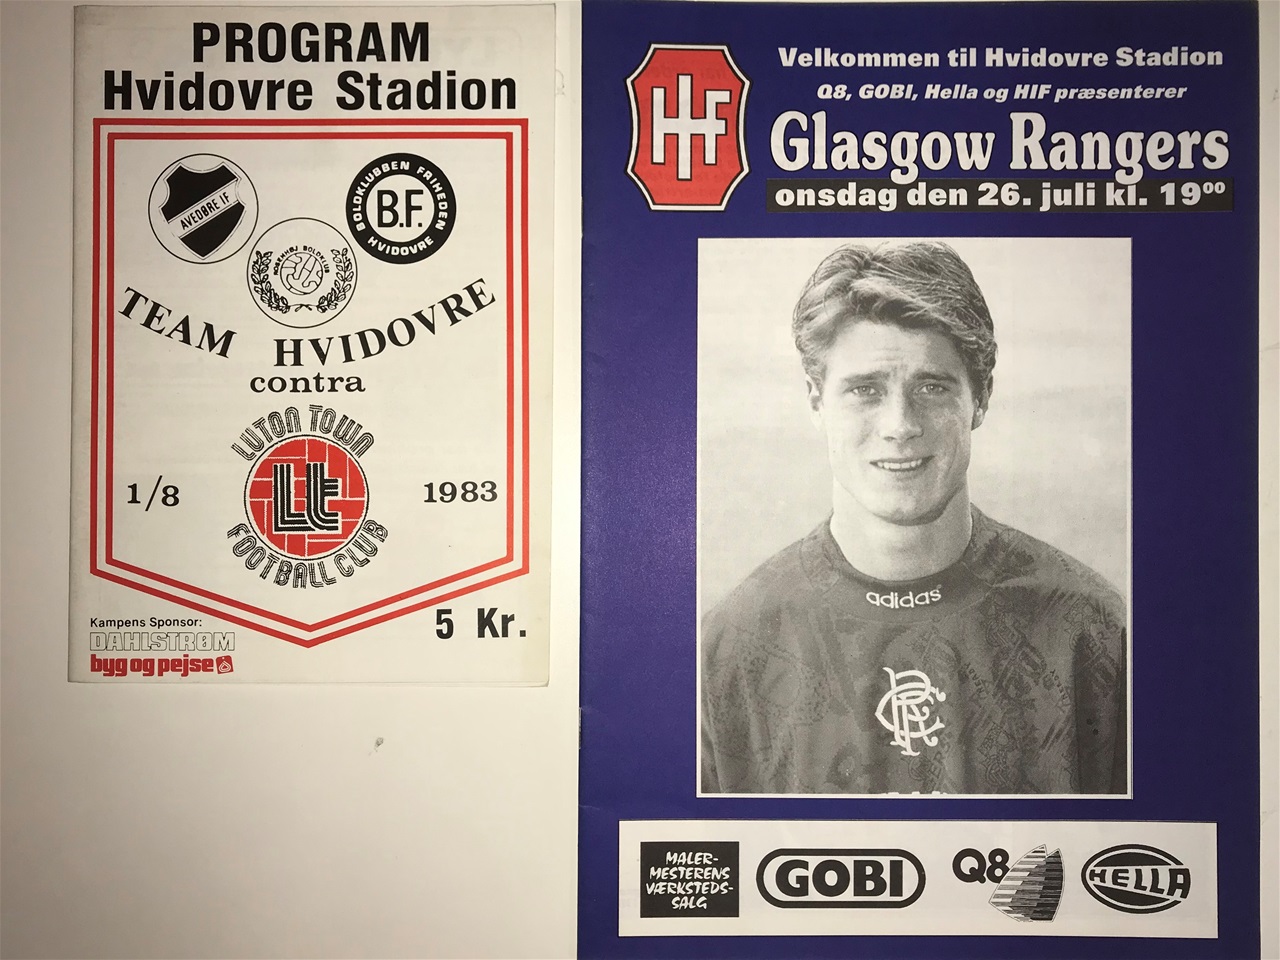 PROGRAM
Hvidovre Stadion
AVEDØRE IF
BOLDKLUBBEN FRIHEDEN
B.F.
HVIDOVRE
TEAM HVIDOVRE
contra
LUTON TOWN
Lt
FOOTBALL CLUB
1/8
1983
5 Kr.
Kampens Sponsor:
DAHLSTRØM
byg og pejse
HIF
Velkommen til Hvidovre Stadion
Q8, GOBI, Hella og HIF præsenterer
Glasgow Rangers
onsdag den 26. juli kl. 19⁰⁰
adidas
RFC
MALER-
MESTERENS
VÆRKSTEDS-
SALG
GOBI
Q8
HELLA